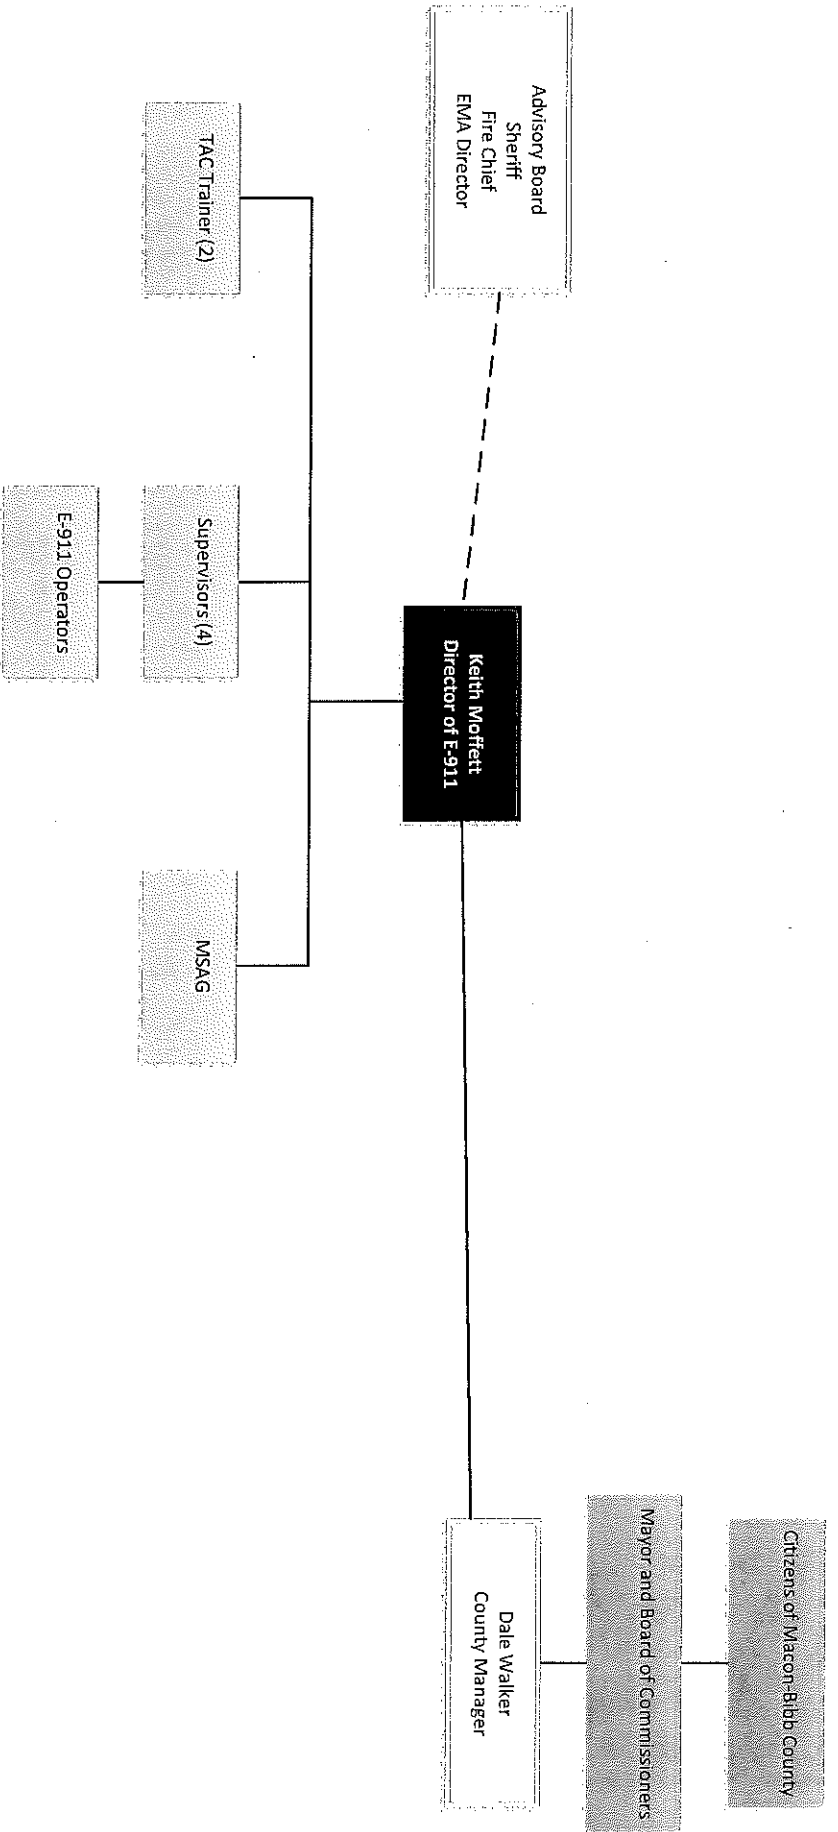 Citizens of Macon-Bibb County
Mayor and Board of Commissioners
Dale Walker
County Manager
Advisory Board
Sheriff
Fire Chief
EMA Director
Keith Moffett
Director of E-911
TAC Trainer (2)
Supervisors (4)
MSAG
E-911 Operators